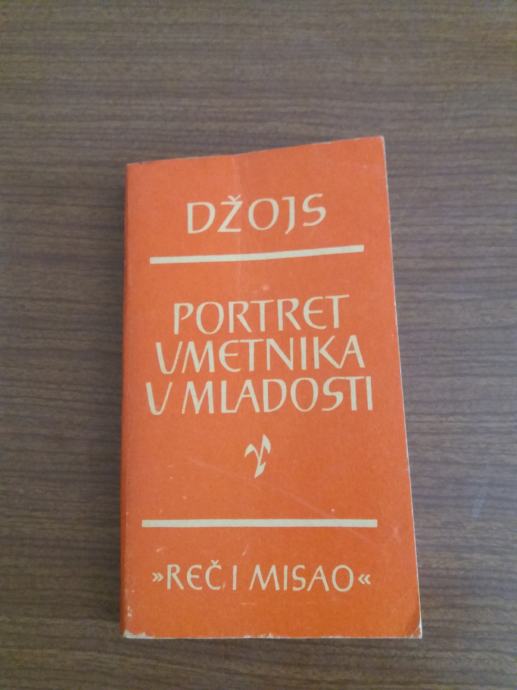 DŽOJS
PORTRET
UMETNIKA
U MLADOSTI
»REČ I MISAO«